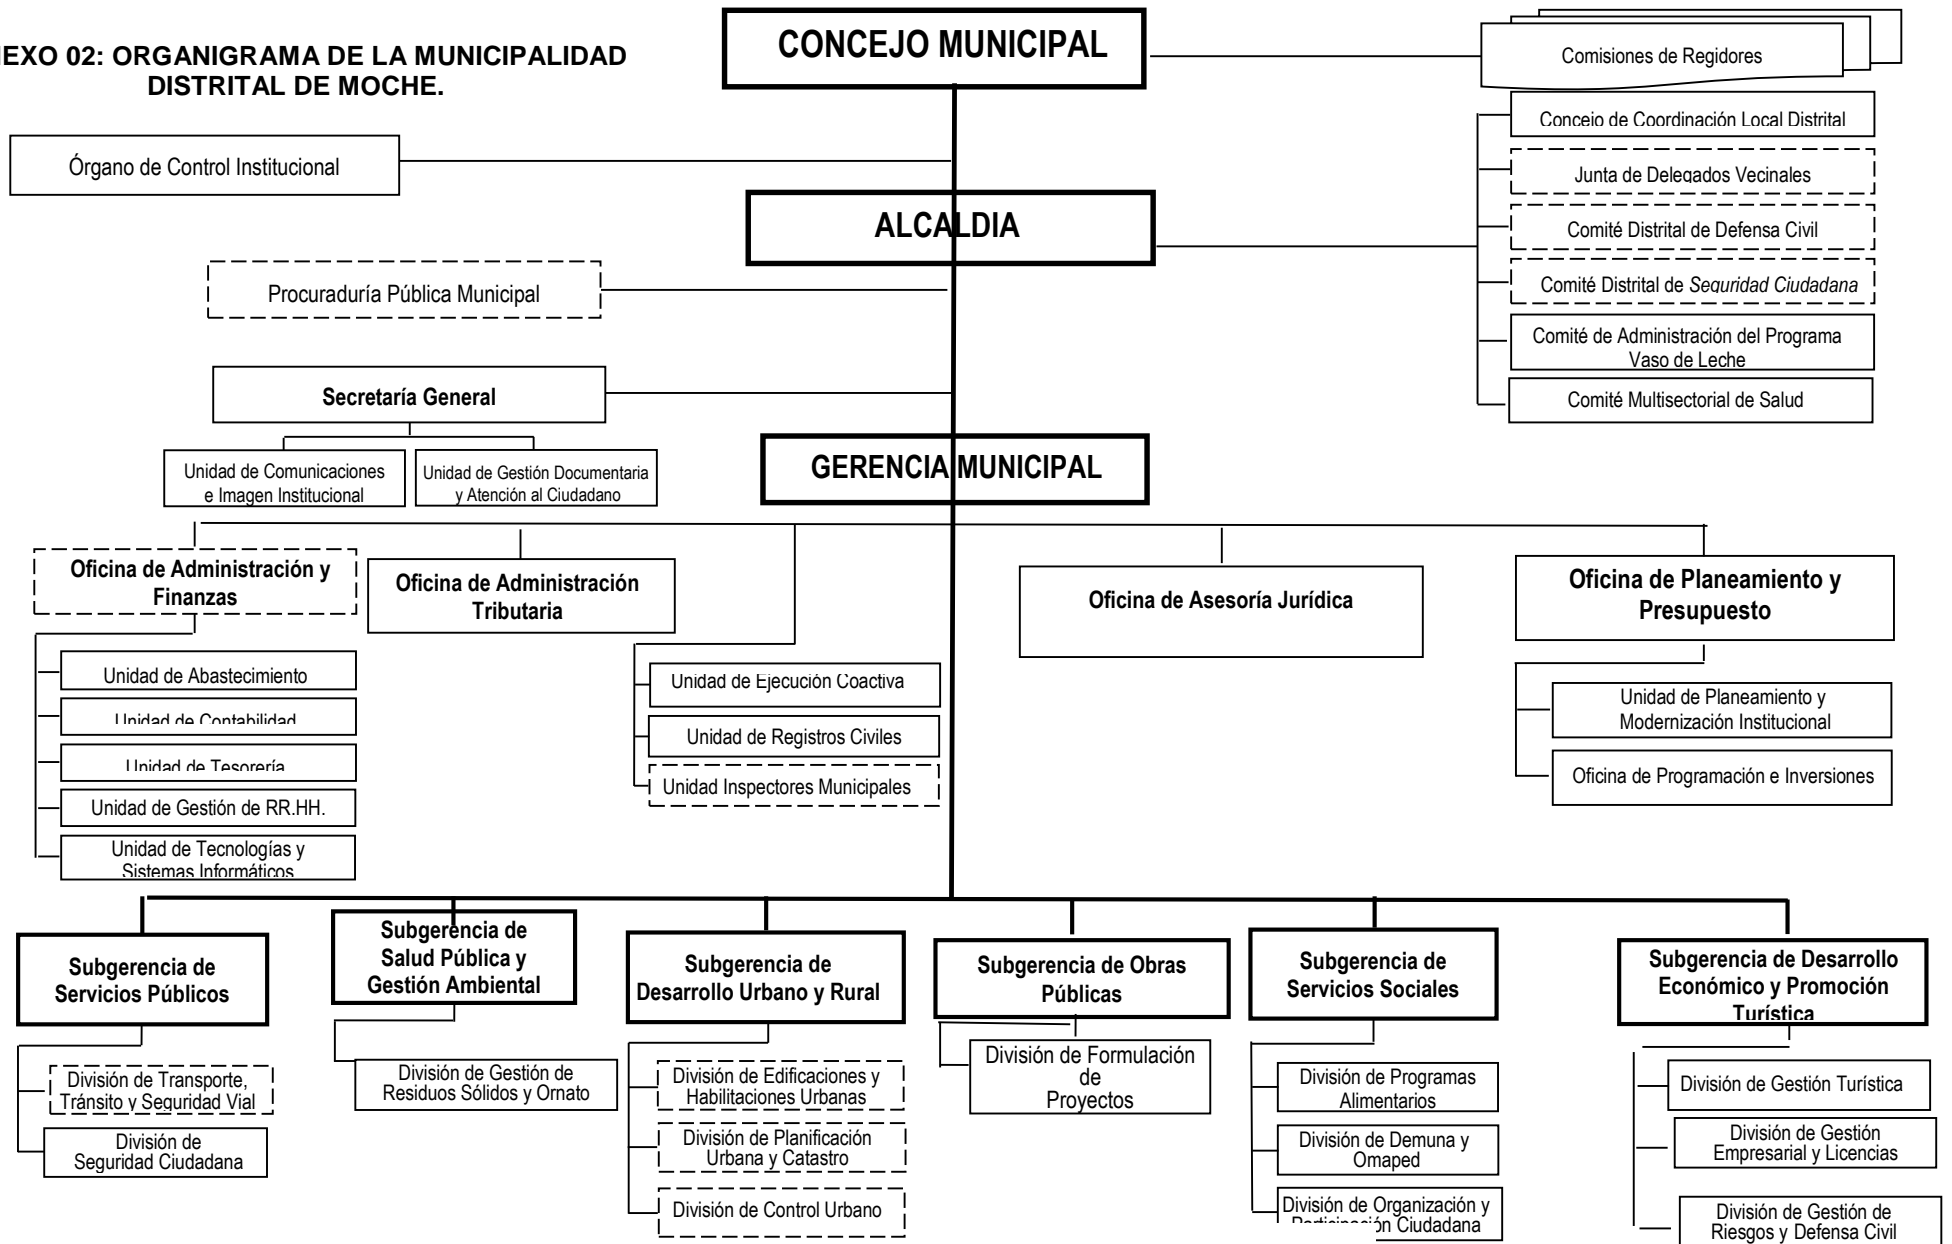 NEXO 02: ORGANIGRAMA DE LA MUNICIPALIDAD
DISTRITAL DE MOCHE.
CONCEJO MUNICIPAL
Comisiones de Regidores
Concejo de Coordinación Local Distrital
Junta de Delegados Vecinales
Comité Distrital de Defensa Civil
Comité Distrital de Seguridad Ciudadana
Comité de Administración del Programa
Vaso de Leche
Comité Multisectorial de Salud
Órgano de Control Institucional
ALCALDIA
Procuraduría Pública Municipal
Secretaría General
Unidad de Comunicaciones
e Imagen Institucional
Unidad de Gestión Documentaria
y Atención al Ciudadano
GERENCIA MUNICIPAL
Oficina de Administración y
Finanzas
Unidad de Abastecimiento
Unidad de Contabilidad
Unidad de Tesorería
Unidad de Gestión de RR.HH.
Unidad de Tecnologías y
Sistemas Informáticos
Oficina de Administración
Tributaria
Unidad de Ejecución Coactiva
Unidad de Registros Civiles
Unidad Inspectores Municipales
Oficina de Asesoría Jurídica
Oficina de Planeamiento y
Presupuesto
Unidad de Planeamiento y
Modernización Institucional
Oficina de Programación e Inversiones
Subgerencia de
Servicios Públicos
División de Transporte,
Tránsito y Seguridad Vial
División de
Seguridad Ciudadana
Subgerencia de
Salud Pública y
Gestión Ambiental
División de Gestión de
Residuos Sólidos y Ornato
Subgerencia de
Desarrollo Urbano y Rural
División de Edificaciones y
Habilitaciones Urbanas
División de Planificación
Urbana y Catastro
División de Control Urbano
Subgerencia de Obras
Públicas
División de Formulación
de
Proyectos
Subgerencia de
Servicios Sociales
División de Programas
Alimentarios
División de Demuna y
Omaped
División de Organización y
Participación Ciudadana
Subgerencia de Desarrollo
Económico y Promoción
Turística
División de Gestión Turística
División de Gestión
Empresarial y Licencias
División de Gestión de
Riesgos y Defensa Civil